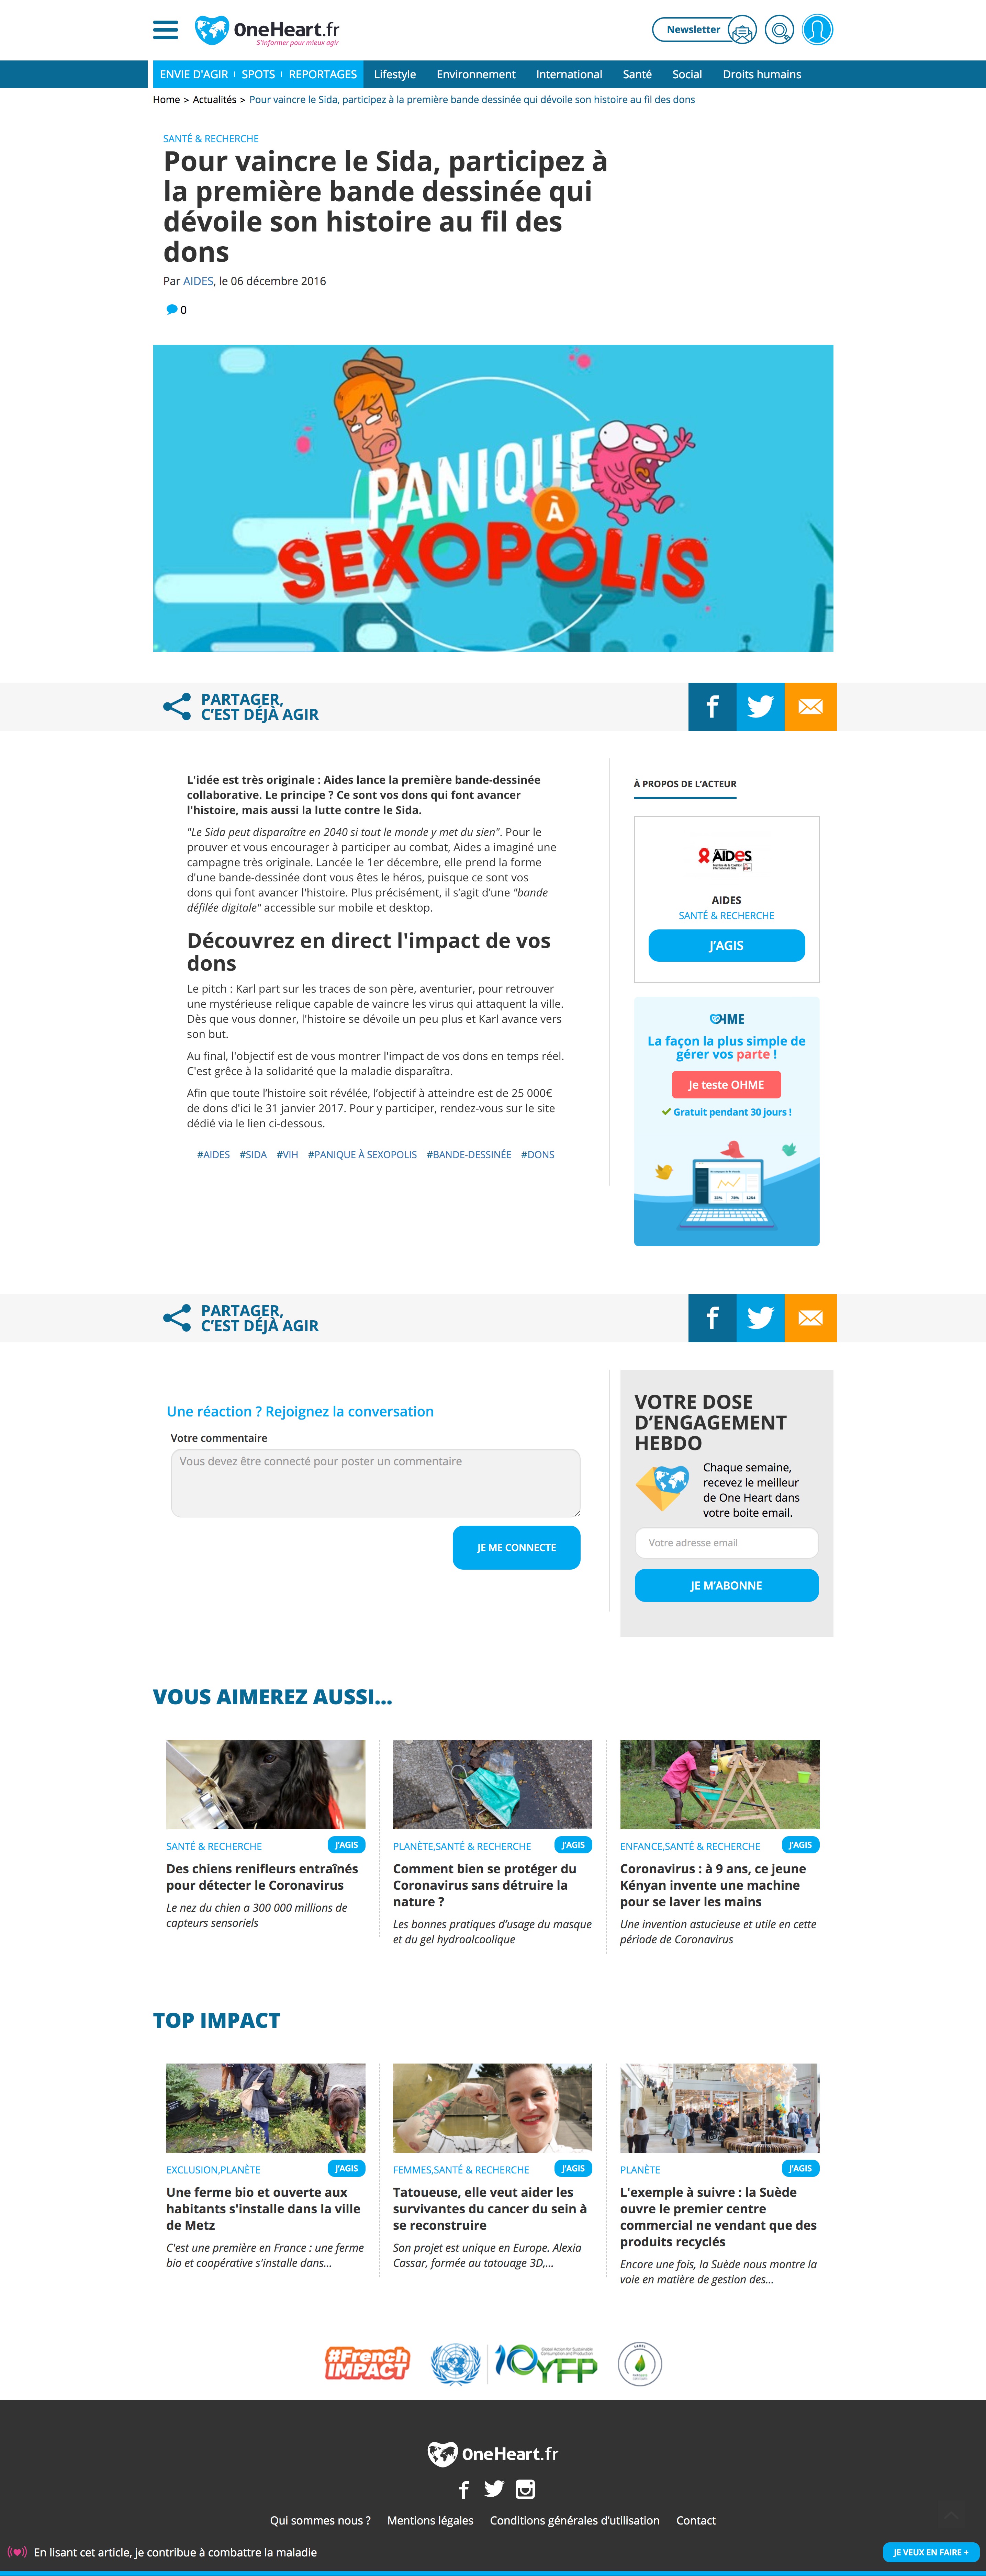 OneHeart.fr
S'informer pour mieux agir
Newsletter
ENVIE D'AGIR
SPOTS
REPORTAGES
Lifestyle
Environnement
International
Santé
Social
Droits humains
Home > Actualités > Pour vaincre le Sida, participez à la première bande dessinée qui dévoile son histoire au fil des dons
SANTÉ & RECHERCHE
Pour vaincre le Sida, participez à
la première bande dessinée qui
dévoile son histoire au fil des
dons
Par AIDES, le 06 décembre 2016
0
PANIQUE
À
SEXOPOLIS
PARTAGER,
C'EST DÉJÀ AGIR
L'idée est très originale : Aides lance la première bande-dessinée
collaborative. Le principe ? Ce sont vos dons qui font avancer
l'histoire, mais aussi la lutte contre le Sida.
"Le Sida peut disparaître en 2040 si tout le monde y met du sien". Pour le
prouver et vous encourager à participer au combat, Aides a imaginé une
campagne très originale. Lancée le 1er décembre, elle prend la forme
d'une bande-dessinée dont vous êtes le héros, puisque ce sont vos
dons qui font avancer l'histoire. Plus précisément, il s’agit d’une "bande
défilée digitale" accessible sur mobile et desktop.
Découvrez en direct l'impact de vos
dons
Le pitch : Karl part sur les traces de son père, aventurier, pour retrouver
une mystérieuse relique capable de vaincre les virus qui attaquent la ville.
Dès que vous donner, l'histoire se dévoile un peu plus et Karl avance vers
son but.
Au final, l'objectif est de vous montrer l'impact de vos dons en temps réel.
C'est grêce à la solidarité que la maladie disparaîtra.
Afin que toute l’histoire soit révélée, l’objectif à atteindre est de 25 000€
de dons d'ici le 31 janvier 2017. Pour y participer, rendez-vous sur le site
dédié via le lien ci-dessous.
#AIDES #SIDA #VIH #PANIQUE À SEXOPOLIS #BANDE-DESSINÉE #DONS
À PROPOS DE L’ACTEUR
AIDES
AIDES
SANTÉ & RECHERCHE
J’AGIS
OHME
La façon la plus simple de
gérer vos parte !
Je teste OHME
Gratuit pendant 30 jours !
PARTAGER,
C'EST DÉJÀ AGIR
Une réaction ? Rejoignez la conversation
Votre commentaire
Vous devez être connecté pour poster un commentaire
JE ME CONNECTE
VOTRE DOSE
D’ENGAGEMENT
HEBDO
Chaque semaine,
recevez le meilleur
de One Heart dans
votre boite email.
Votre adresse email
JE M’ABONNE
VOUS AIMEREZ AUSSI...
SANTÉ & RECHERCHE
J’AGIS
Des chiens renifleurs entraînés
pour détecter le Coronavirus
Le nez du chien a 300 000 millions de
capteurs sensoriels
PLANÈTE,SANTÉ & RECHERCHE
J’AGIS
Comment bien se protéger du
Coronavirus sans détruire la
nature ?
Les bonnes pratiques d’usage du masque
et du gel hydroalcoolique
ENFANCE,SANTÉ & RECHERCHE
J’AGIS
Coronavirus : à 9 ans, ce jeune
Kényan invente une machine
pour se laver les mains
Une invention astucieuse et utile en cette
période de Coronavirus
TOP IMPACT
EXCLUSION,PLANÈTE
J’AGIS
Une ferme bio et ouverte aux
habitants s'installe dans la ville
de Metz
C'est une première en France : une ferme
bio et coopérative s'installe dans...
FEMMES,SANTÉ & RECHERCHE
J’AGIS
Tatoueuse, elle veut aider les
survivantes du cancer du sein à
se reconstruire
Son projet est unique en Europe. Alexia
Cassar, formée au tatouage 3D,...
PLANÈTE
J’AGIS
L'exemple à suivre : la Suède
ouvre le premier centre
commercial ne vendant que des
produits recyclés
Encore une fois, la Suède nous montre la
voie en matière de gestion des...
#French
IMPACT
Global Action for Sustainable
Consumption and Production
10YFP
LABEL
OneHeart.fr
Qui sommes nous ?
Mentions légales
Conditions générales d’utilisation
Contact
En lisant cet article, je contribue à combattre la maladie
JE VEUX EN FAIRE +